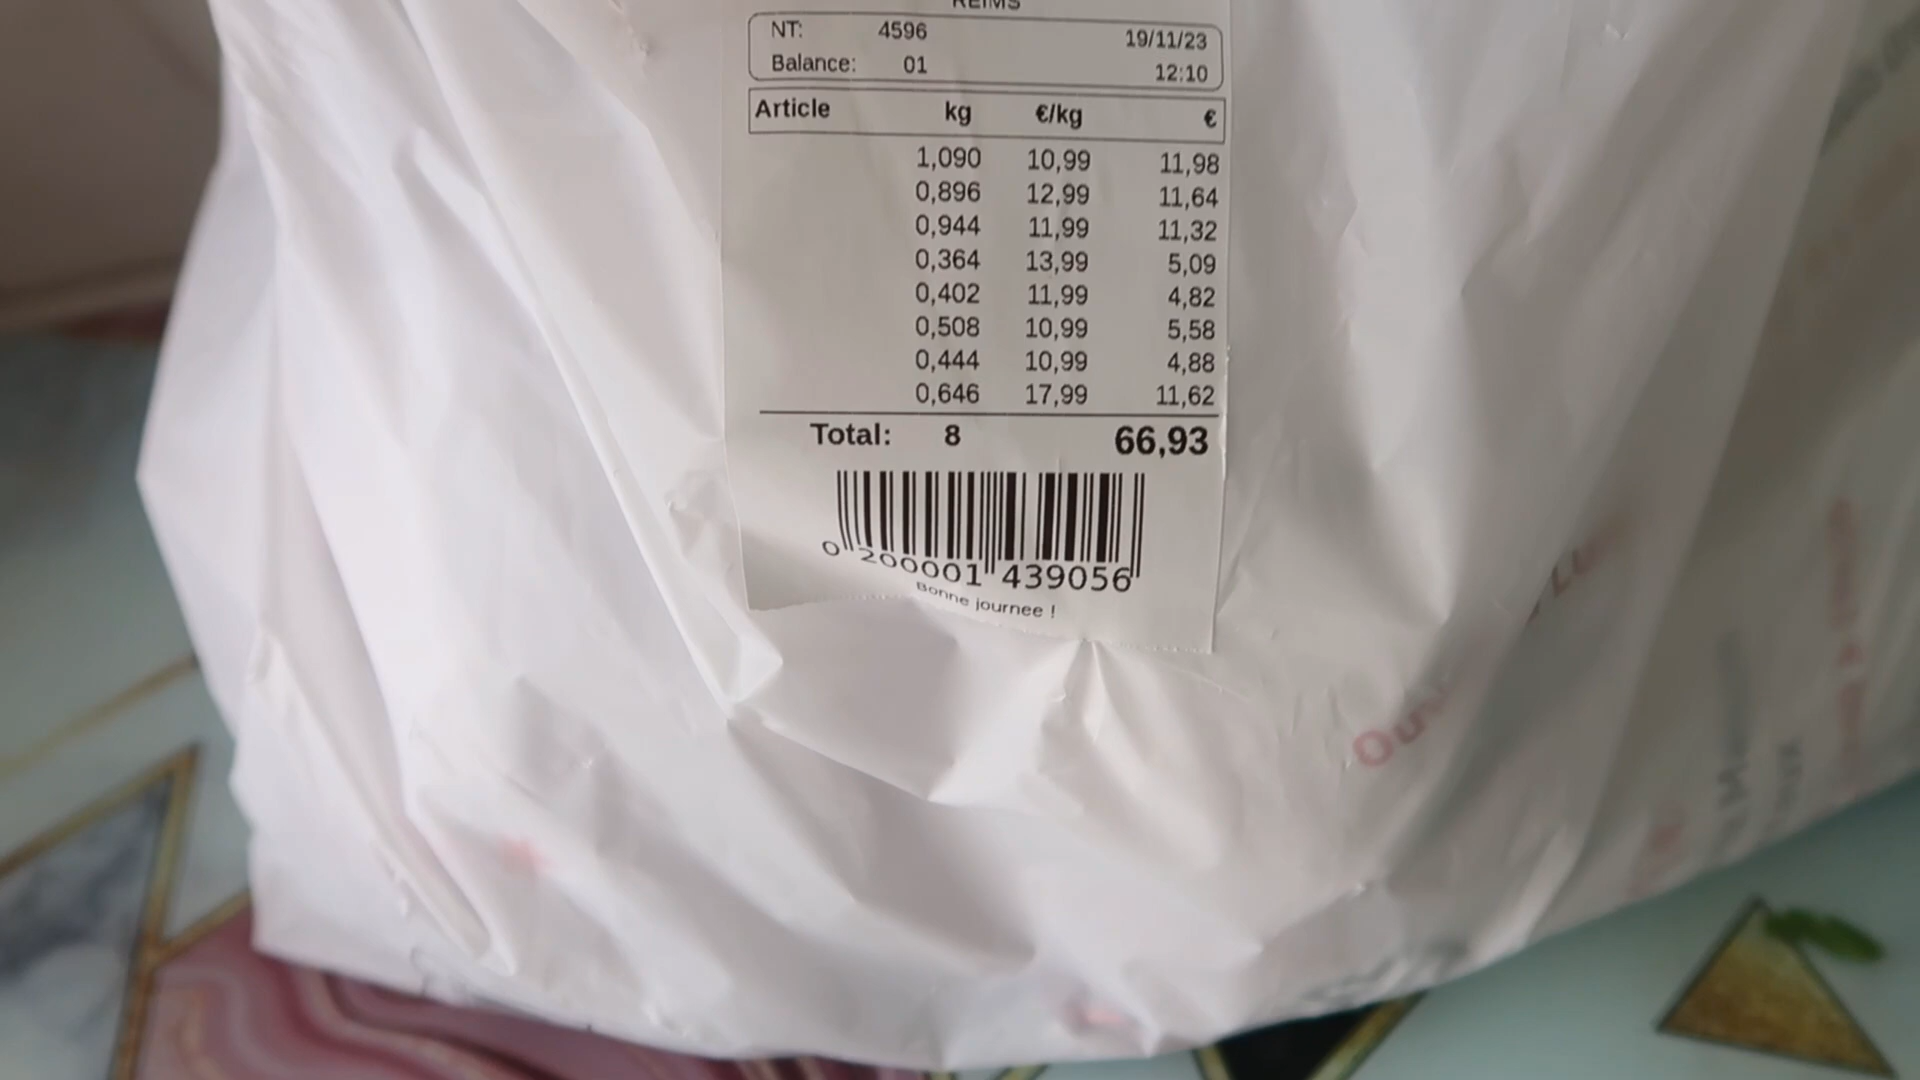 REIMS
NT: 4596 19/11/23
Balance: 01 12:10
Article kg €/kg €
1,090 10,99 11,98
0,896 12,99 11,64
0,944 11,99 11,32
0,364 13,99 5,09
0,402 11,99 4,82
0,508 10,99 5,58
0,444 10,99 4,88
0,646 17,99 11,62
Total: 8 66,93
0 200001 439056
Bonne journee !